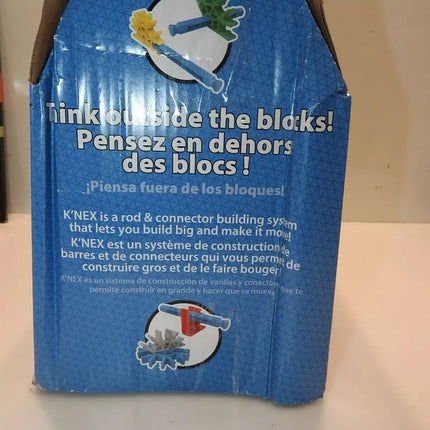 Think outside the blocks!
Pensez en dehors
des blocs !
¡Piensa fuera de los bloques!
K'NEX is a rod & connector building system
that lets you build big and make it move!
K'NEX est un système de construction de
barres et de connecteurs qui vous permet de
construire gros et de le faire bouger
K'NEX es un sistema de construcción de varillas y conectores que te
permite construir en grande y hacer que se mueva